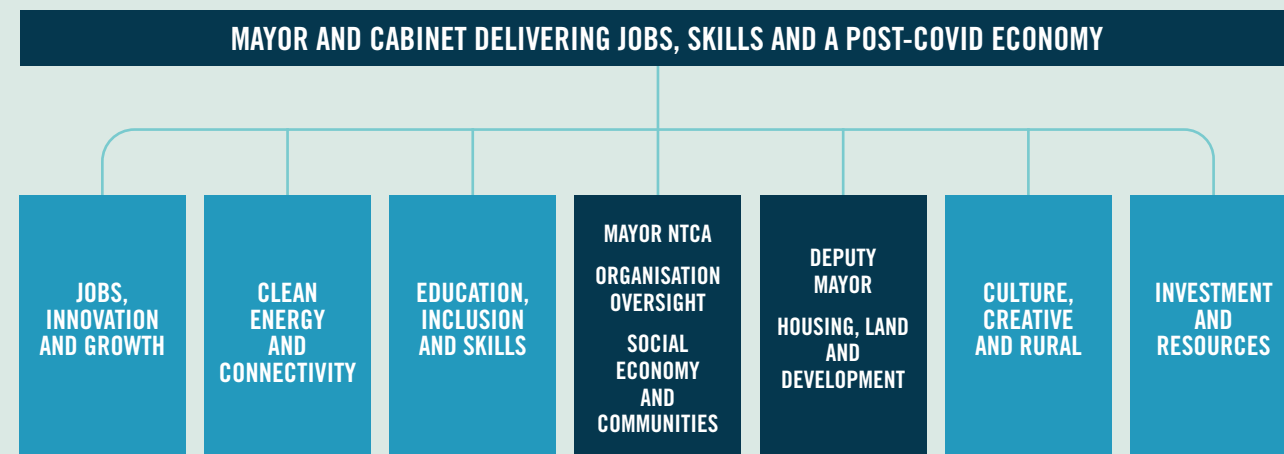 MAYOR AND CABINET DELIVERING JOBS, SKILLS AND A POST-COVID ECONOMY
JOBS,
INNOVATION
AND GROWTH
CLEAN
ENERGY
AND
CONNECTIVITY
EDUCATION,
INCLUSION
AND SKILLS
MAYOR NTCA
ORGANISATION
OVERSIGHT
SOCIAL
ECONOMY
AND
COMMUNITIES
DEPUTY
MAYOR
HOUSING, LAND
AND
DEVELOPMENT
CULTURE,
CREATIVE
AND RURAL
INVESTMENT
AND
RESOURCES